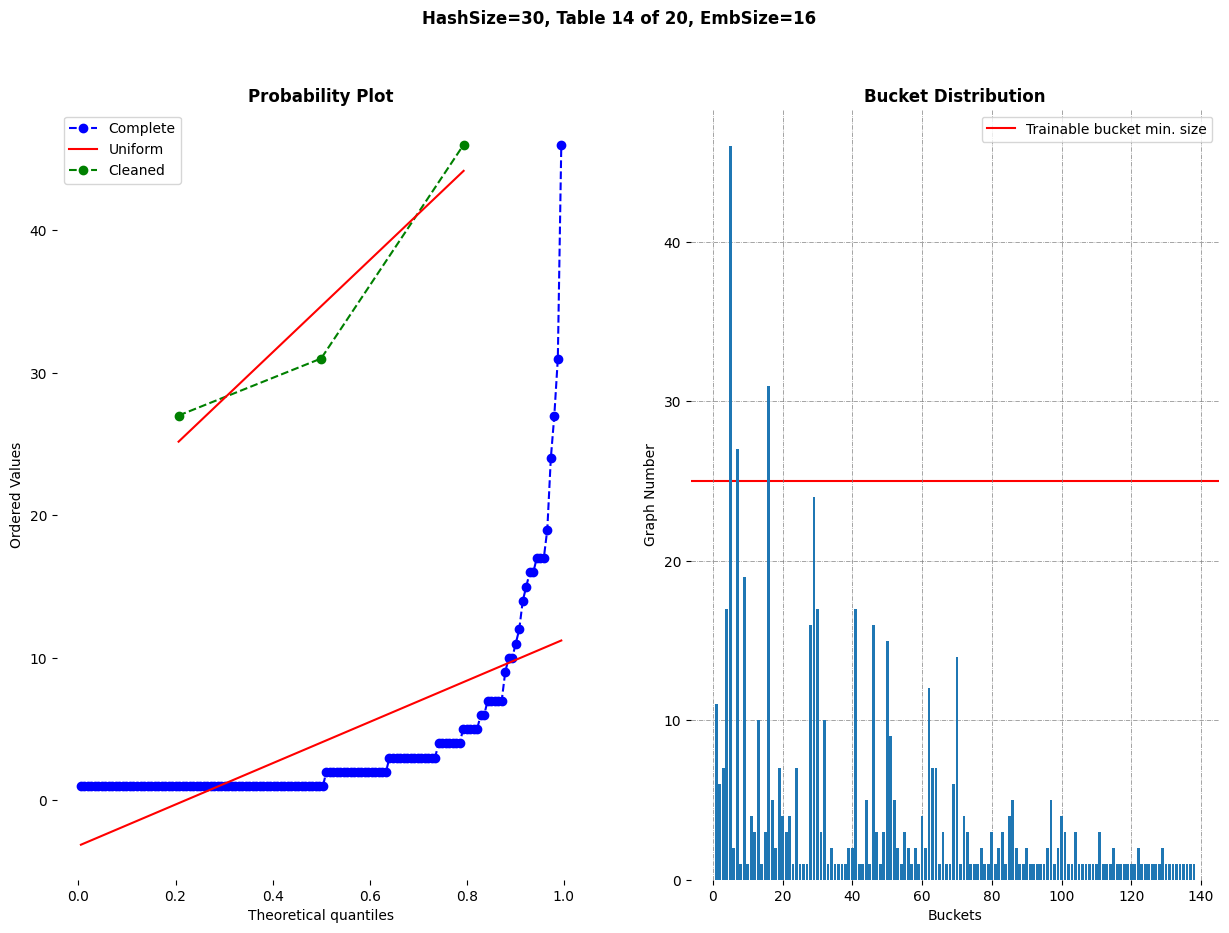 HashSize=30, Table 14 of 20, EmbSize=16
Probability Plot
Complete
Uniform
Cleaned
40
30
20
10
0
Ordered Values
0.0 0.2 0.4 0.6 0.8 1.0
Theoretical quantiles
Bucket Distribution
Trainable bucket min. size
40
30
20
10
0
Graph Number
0 20 40 60 80 100 120 140
Buckets